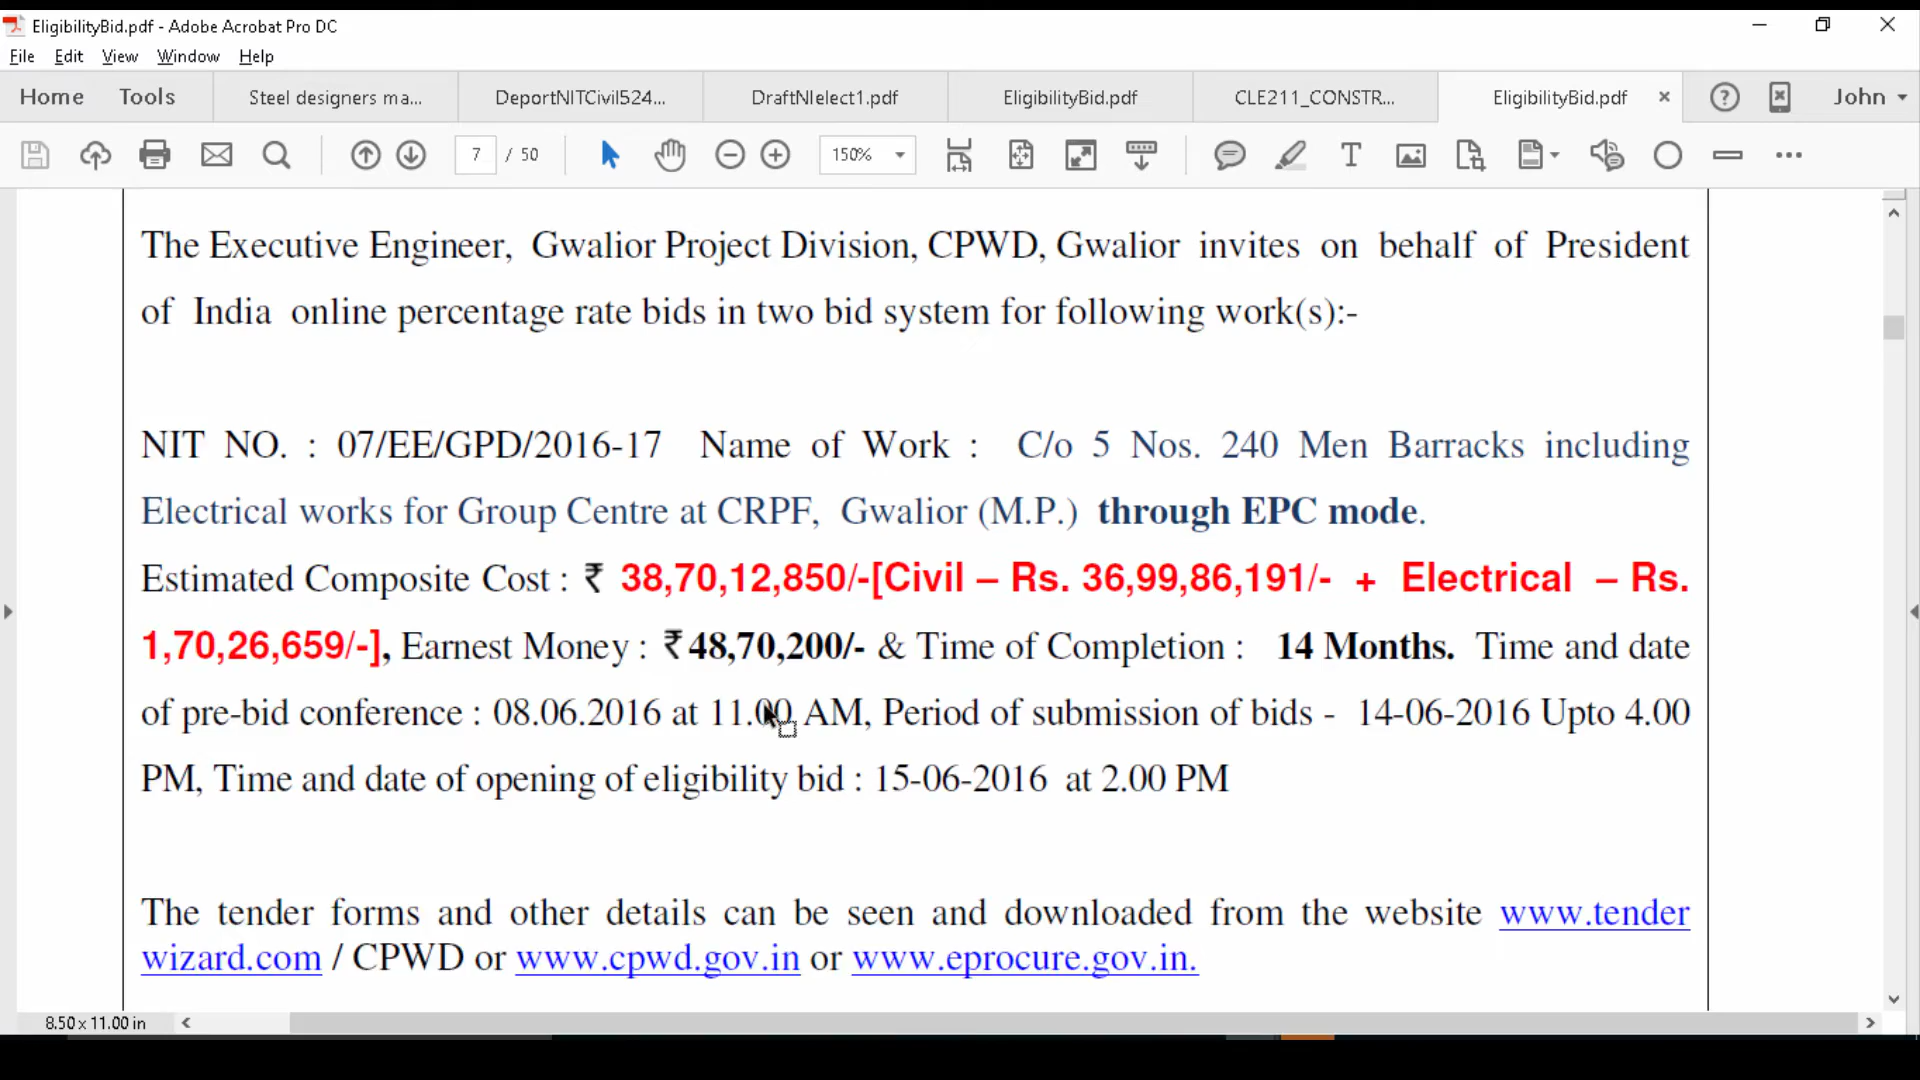 EligibilityBid.pdf - Adobe Acrobat Pro DC
File Edit View Window Help
Home Tools Steel designers ma... DeportNITCivil524... DraftNIelect1.pdf EligibilityBid.pdf CLE211_CONSTR... EligibilityBid.pdf × John
7 / 50 150%
The Executive Engineer, Gwalior Project Division, CPWD, Gwalior invites on behalf of President
of India online percentage rate bids in two bid system for following work(s):-
NIT NO. : 07/EE/GPD/2016-17 Name of Work : C/o 5 Nos. 240 Men Barracks including
Electrical works for Group Centre at CRPF, Gwalior (M.P.) through EPC mode.
Estimated Composite Cost : ₹ 38,70,12,850/-[Civil – Rs. 36,99,86,191/- + Electrical – Rs.
1,70,26,659/-], Earnest Money : ₹ 48,70,200/- & Time of Completion : 14 Months. Time and date
of pre-bid conference : 08.06.2016 at 11.00 AM, Period of submission of bids - 14-06-2016 Upto 4.00
PM, Time and date of opening of eligibility bid : 15-06-2016 at 2.00 PM
The tender forms and other details can be seen and downloaded from the website www.tender
wizard.com / CPWD or www.cpwd.gov.in or www.eprocure.gov.in.
8.50 x 11.00 in